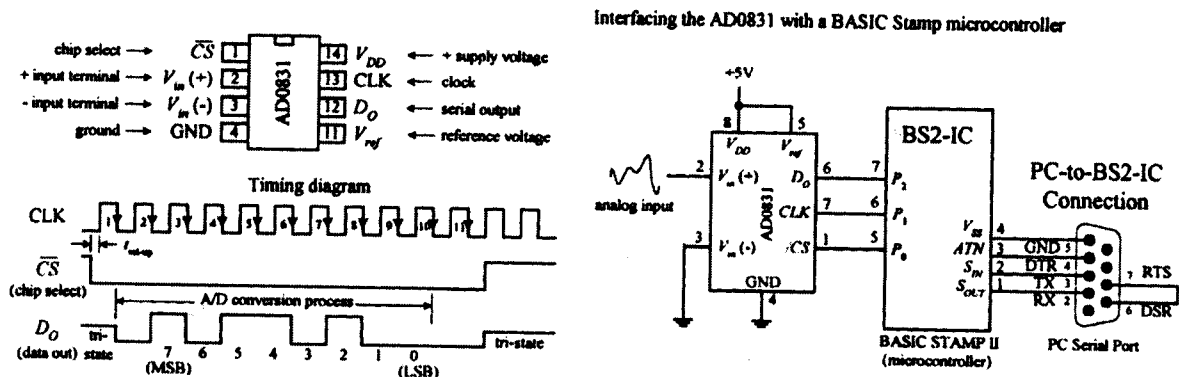 Interfacing the AD0831 with a BASIC Stamp microcontroller
chip select CS 1 14 VDD + supply voltage
+ input terminal Vin (+) 2 13 CLK clock
- input terminal Vin (-) 3 12 DO serial output
ground GND 4 11 Vref reference voltage
AD0831
Timing diagram
CLK 1 2 3 4 5 6 7 8 9 10 11
tset-up
CS
(chip select)
A/D conversion process
DO
(data out)
tri-
state
7 6 5 4 3 2 1 0
(MSB) (LSB)
tri-state
+5V
8 5
VDD Vref
2 Vin (+) DO 6 7 P2
analog input
CLK 7 6 P1
3 Vin (-) CS 1 5 P0
AD0831
GND
4
BS2-IC
VSS 4
ATN 3
SIN 2
SOUT 1
BASIC STAMP II
(microcontroller)
PC-to-BS2-IC
Connection
GND 5
DTR 4
TX 3
RX 2
7 RTS
6 DSR
PC Serial Port